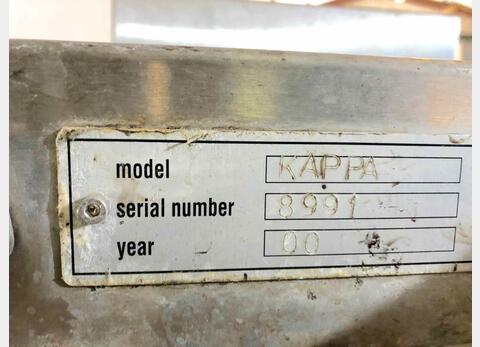 model KAPPA
serial number 8991
year 00